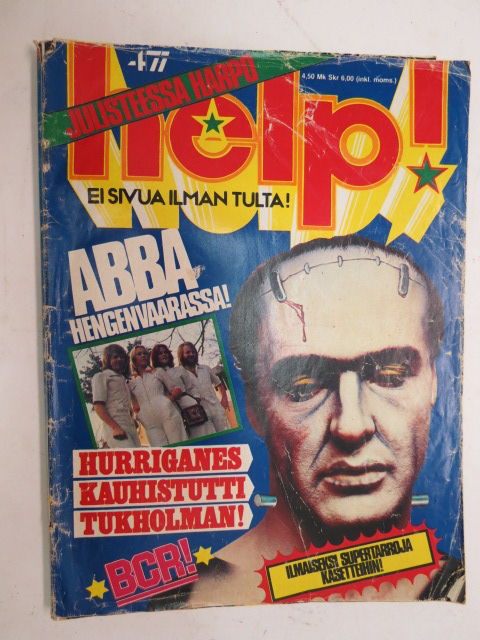 4/77
JULISTEESSA HARPO
4,50 Mk Skr 6,00 (inkl. moms.)
help!
EI SIVUA ILMAN TULTA!
ABBA
HENGENVAARASSA!
HURRIGANES
KAUHISTUTTI
TUKHOLMAN!
BCR!
ILMAISEKSI SUPERTARROJA
KASETTEIHIN!